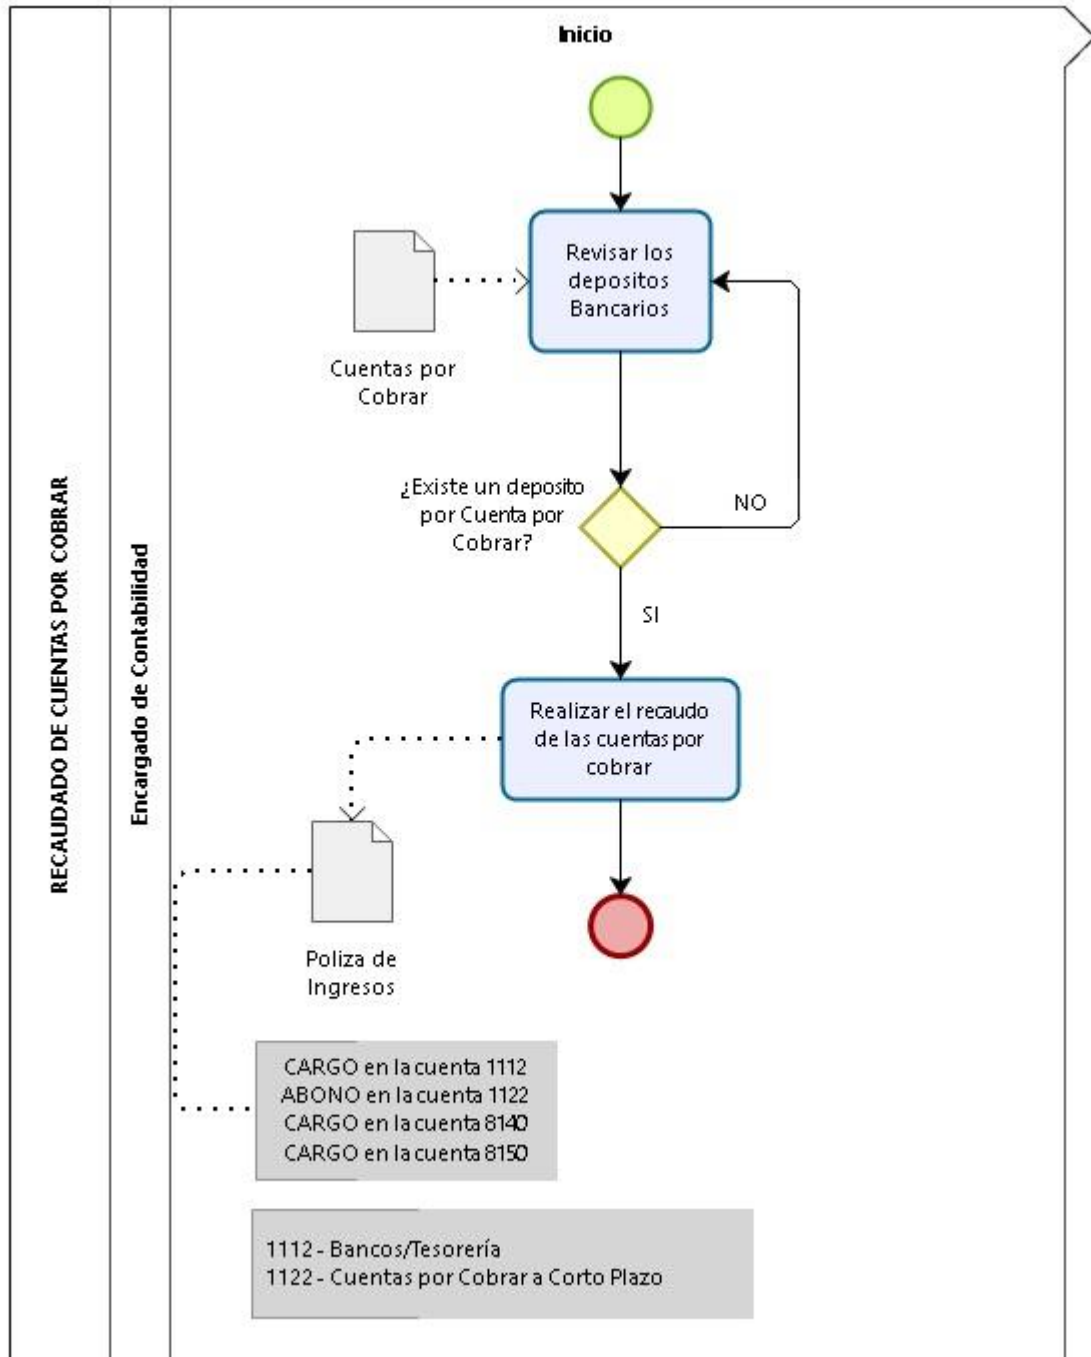 RECAUDADO DE CUENTAS POR COBRAR
Encargado de Contabilidad
Inicio
Revisar los
depositos
Bancarios
Cuentas por
Cobrar
¿Existe un deposito
por Cuenta por
Cobrar?
NO
SI
Realizar el recaudo
de las cuentas por
cobrar
Poliza de
Ingresos
CARGO en la cuenta 1112
ABONO en la cuenta 1122
CARGO en la cuenta 8140
CARGO en la cuenta 8150
1112 - Bancos/Tesorería
1122 - Cuentas por Cobrar a Corto Plazo